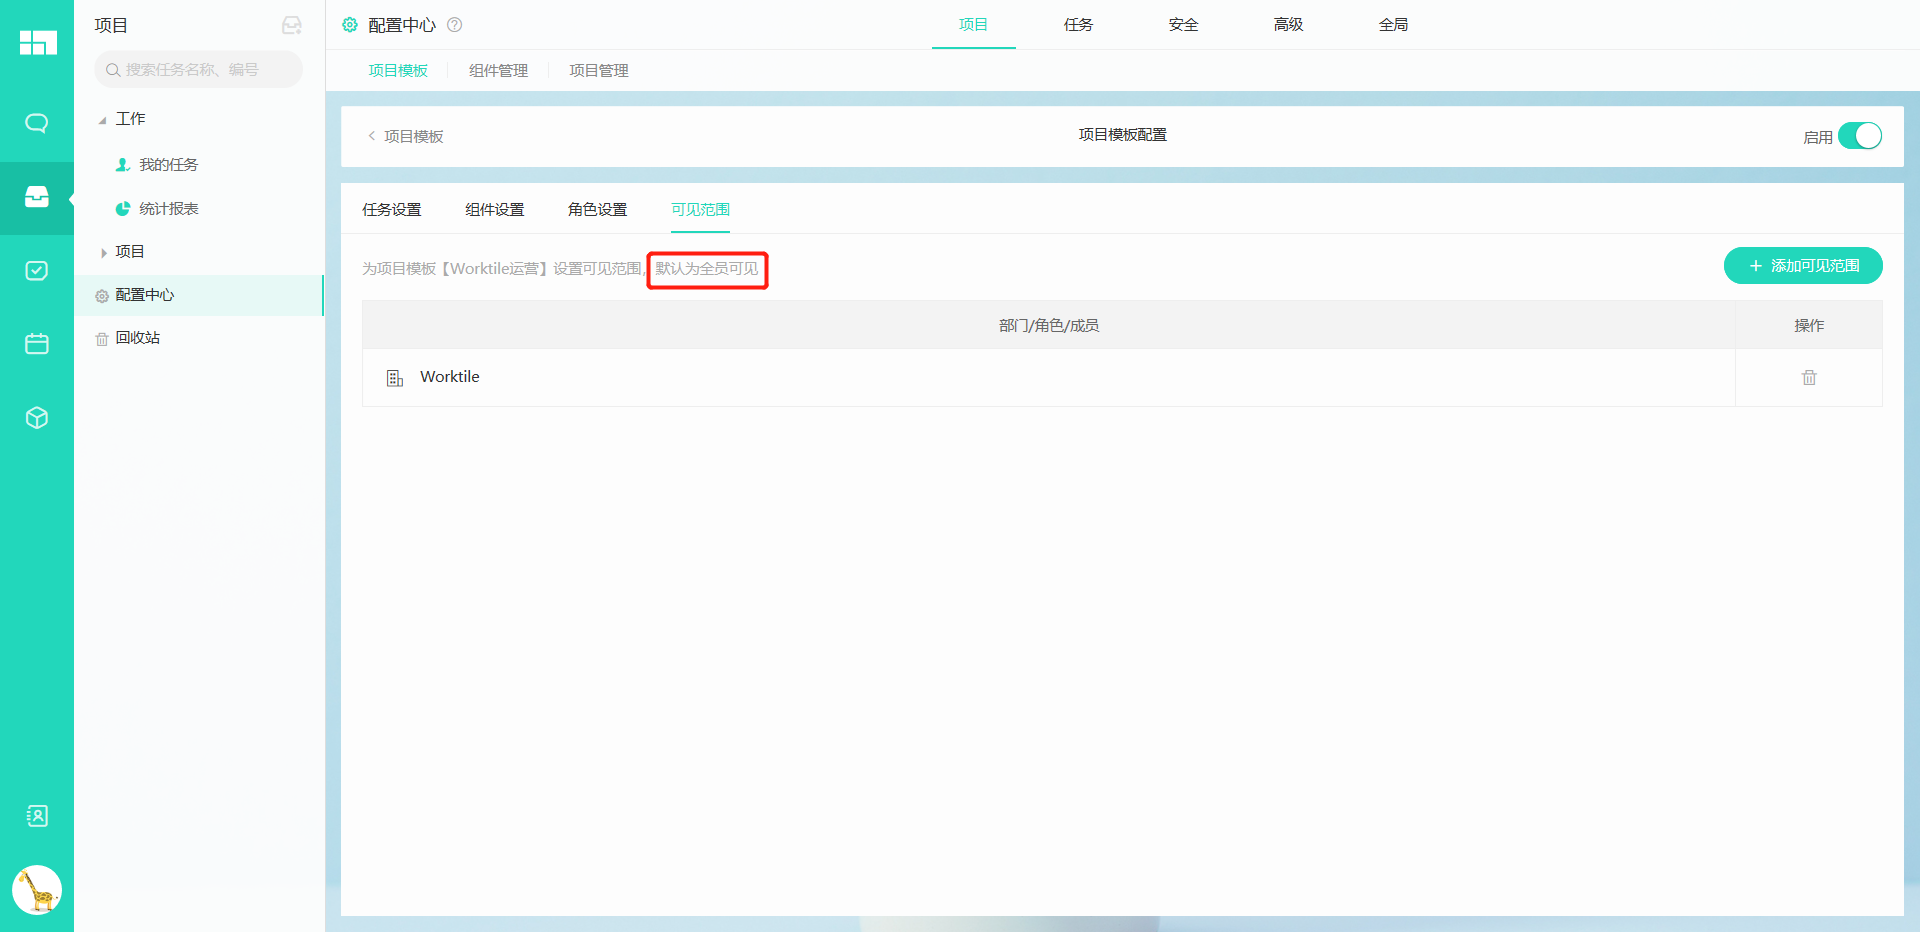 项目
搜索任务名称、编号
工作
我的任务
统计报表
项目
配置中心
回收站
配置中心
项目 任务 安全 高级 全局
项目模板 组件管理 项目管理
项目模板
项目模板配置
启用
任务设置 组件设置 角色设置 可见范围
为项目模板【Worktile运营】设置可见范围, 默认为全员可见
+ 添加可见范围
部门/角色/成员 操作
Worktile